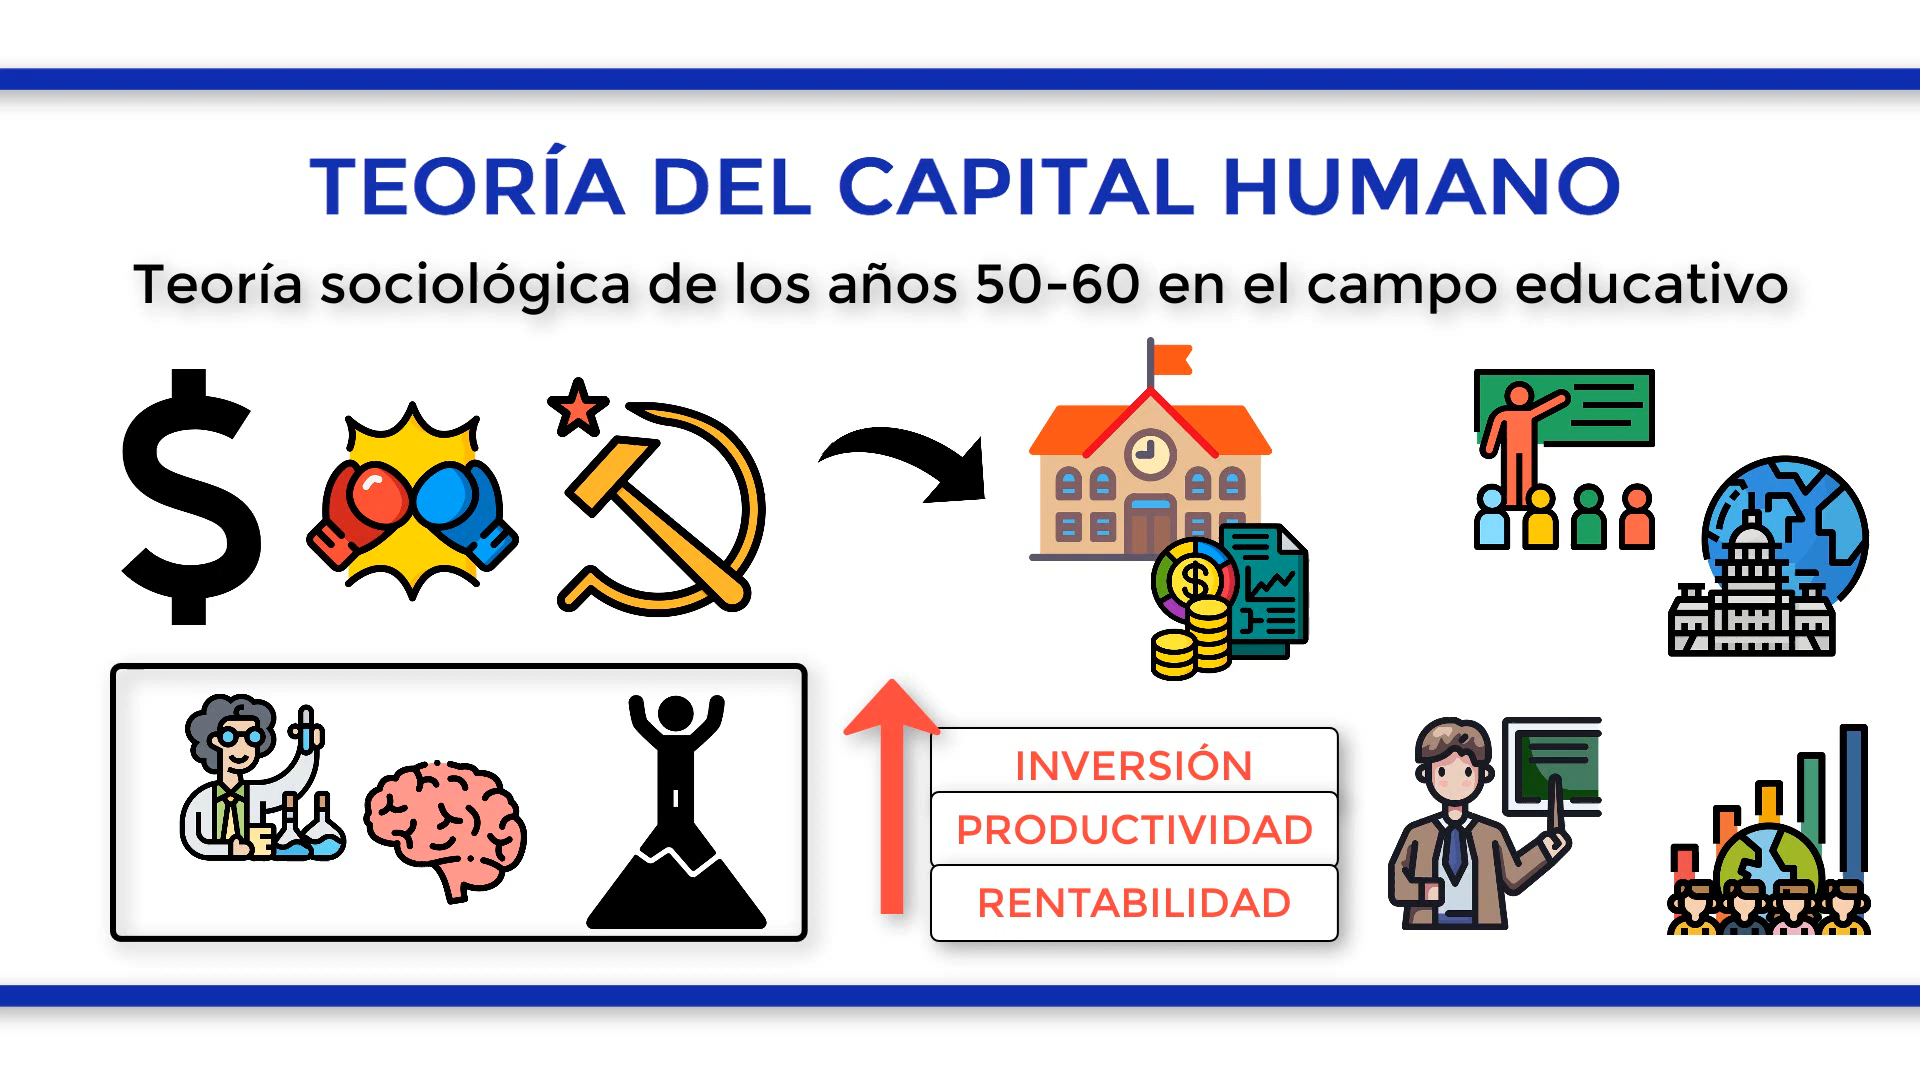 TEORÍA DEL CAPITAL HUMANO
Teoría sociológica de los años 50-60 en el campo educativo
$
$
INVERSIÓN
PRODUCTIVIDAD
RENTABILIDAD